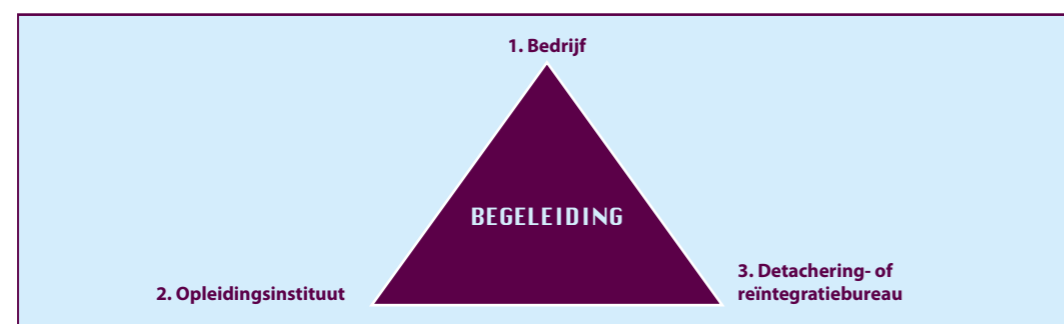 1. Bedrijf
BEGELEIDING
2. Opleidingsinstituut
3. Detachering- of
reïntegratiebureau